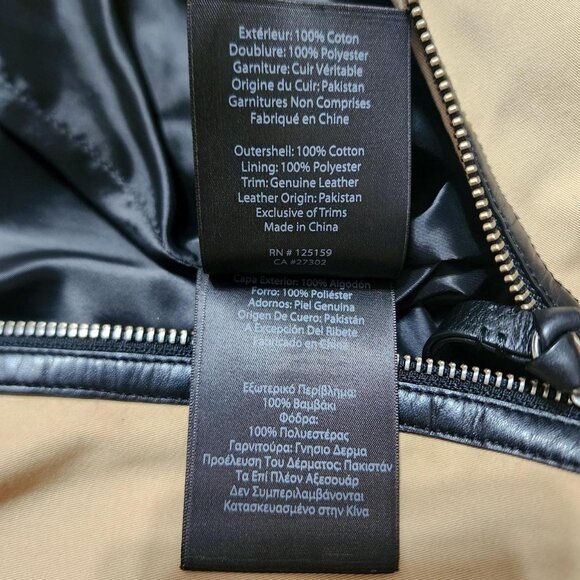 Extérieur: 100% Coton
Doublure: 100% Polyester
Garniture: Cuir Véritable
Origine du Cuir: Pakistan
Garnitures Non Comprises
Fabriqué en Chine
Outershell: 100% Cotton
Lining: 100% Polyester
Trim: Genuine Leather
Leather Origin: Pakistan
Exclusive of Trims
Made in China
RN # 125159
CA #27302
Capa Exterior: 100% Algodón
Forro: 100% Poliéster
Adornos: Piel Genuina
Origen De Cuero: Pakistán
A Excepción Del Ribete
Fabricado en China
Εξωτερικό Περίβλημα:
100% Βαμβάκι
Φόδρα:
100% Πολυεστέρας
Γαρνιτούρα: Γνησιο Δερμα
Προέλευση Του Δέρματος: Πακιστάν
Τα Επί Πλέον Αξεσουάρ
Δεν Συμπεριλαμβάνονται
Κατασκευασμένο στην Κίνα